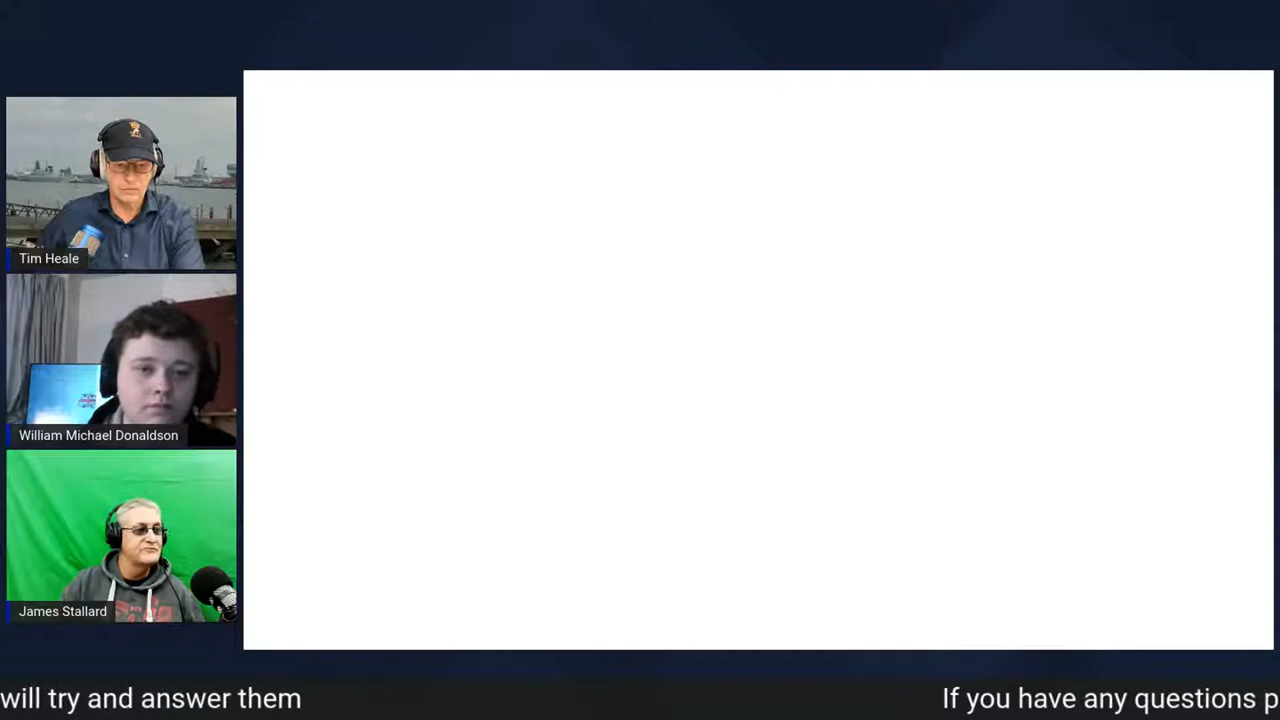 Tim Heale
William Michael Donaldson
James Stallard
will try and answer them
If you have any questions p